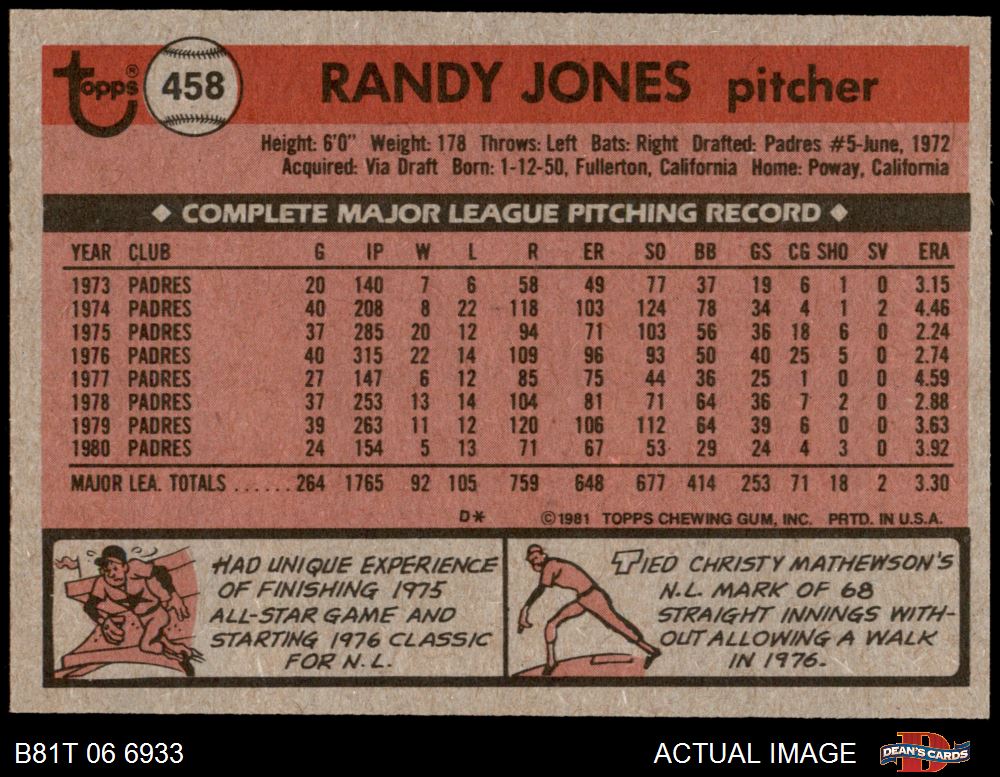 topps®
458
RANDY JONES pitcher
Height: 6'0" Weight: 178 Throws: Left Bats: Right Drafted: Padres #5-June, 1972
Acquired: Via Draft Born: 1-12-50, Fullerton, California Home: Poway, California
◆ COMPLETE MAJOR LEAGUE PITCHING RECORD ◆
YEAR CLUB G IP W L R ER SO BB GS CG SHO SV ERA
1973 PADRES 20 140 7 6 58 49 77 37 19 6 1 0 3.15
1974 PADRES 40 208 8 22 118 103 124 78 34 4 1 2 4.46
1975 PADRES 37 285 20 12 94 71 103 56 36 18 6 0 2.24
1976 PADRES 40 315 22 14 109 96 93 50 40 25 5 0 2.74
1977 PADRES 27 147 6 12 85 75 44 36 25 1 0 0 4.59
1978 PADRES 37 253 13 14 104 81 71 64 36 7 2 0 2.88
1979 PADRES 39 263 11 12 120 106 112 64 39 6 0 0 3.63
1980 PADRES 24 154 5 13 71 67 53 29 24 4 3 0 3.92
MAJOR LEA. TOTALS ......264 1765 92 105 759 648 677 414 253 71 18 2 3.30
D* ©1981 TOPPS CHEWING GUM, INC. PRTD. IN U.S.A.
HAD UNIQUE EXPERIENCE
OF FINISHING 1975
ALL-STAR GAME AND
STARTING 1976 CLASSIC
FOR N.L.
TIED CHRISTY MATHEWSON'S
N.L. MARK OF 68
STRAIGHT INNINGS WITH-
OUT ALLOWING A WALK
IN 1976.
B81T 06 6933
ACTUAL IMAGE
DEAN'S CARDS